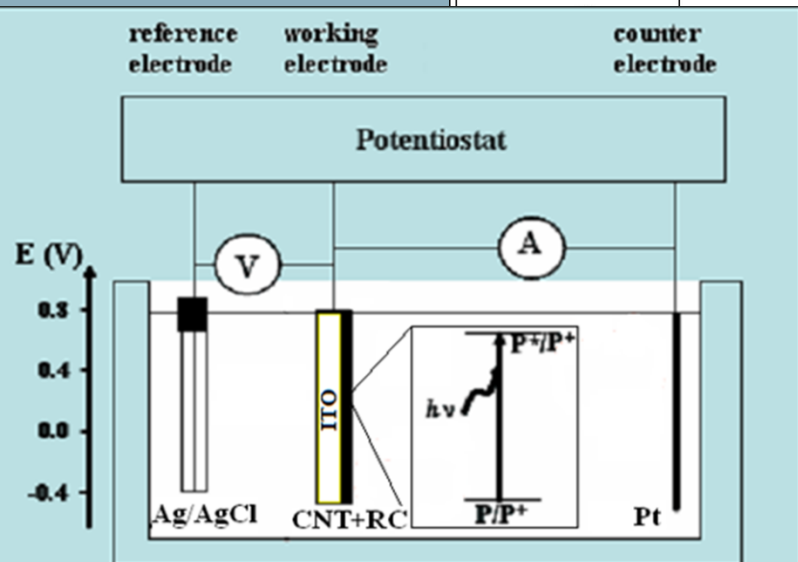 reference electrode
working electrode
counter electrode
Potentiostat
V
A
E (V)
0.8
0.4
0.0
-0.4
ITO
hν
P*/P+
P/P+
Ag/AgCl
CNT+RC
Pt